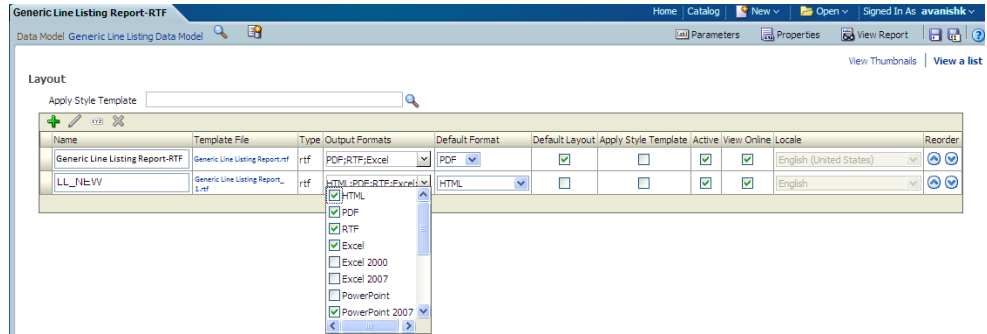 Generic Line Listing Report-RTF
Home Catalog New Open Signed In As avanishk
Data Model Generic Line Listing Data Model
Parameters Properties View Report
View Thumbnails View a list
Layout
Apply Style Template
XYZ
Name Template File Type Output Formats Default Format Default Layout Apply Style Template Active View Online Locale Reorder
Generic Line Listing Report-RTF Generic Line Listing Report.rtf rtf PDF;RTF;Excel PDF English (United States)
LL_NEW Generic Line Listing Report_ rtf HTML;PDF;RTF;Excel; HTML English
1.rtf
HTML
PDF
RTF
Excel
Excel 2000
Excel 2007
PowerPoint
PowerPoint 2007